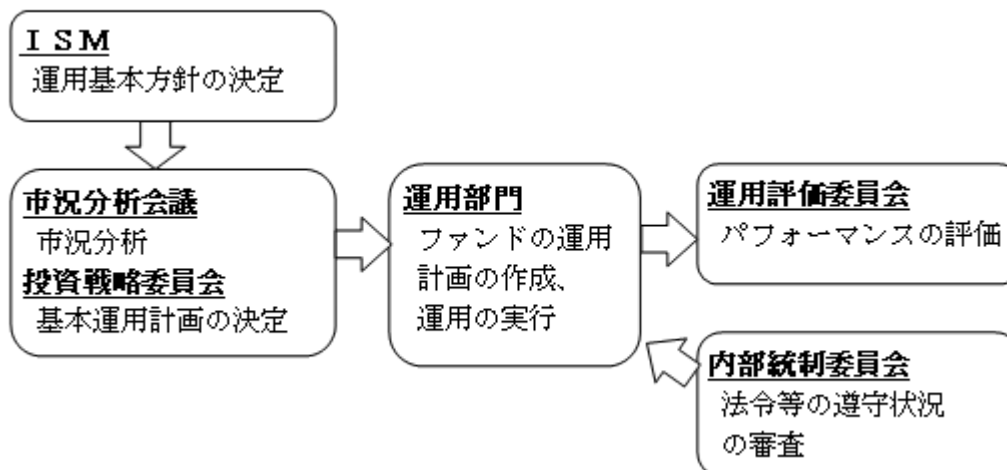 ＩＳＭ
運用基本方針の決定
市況分析会議
市況分析
投資戦略委員会
基本運用計画の決定
運用部門
ファンドの運用
計画の作成、
運用の実行
運用評価委員会
パフォーマンスの評価
内部統制委員会
法令等の遵守状況
の審査